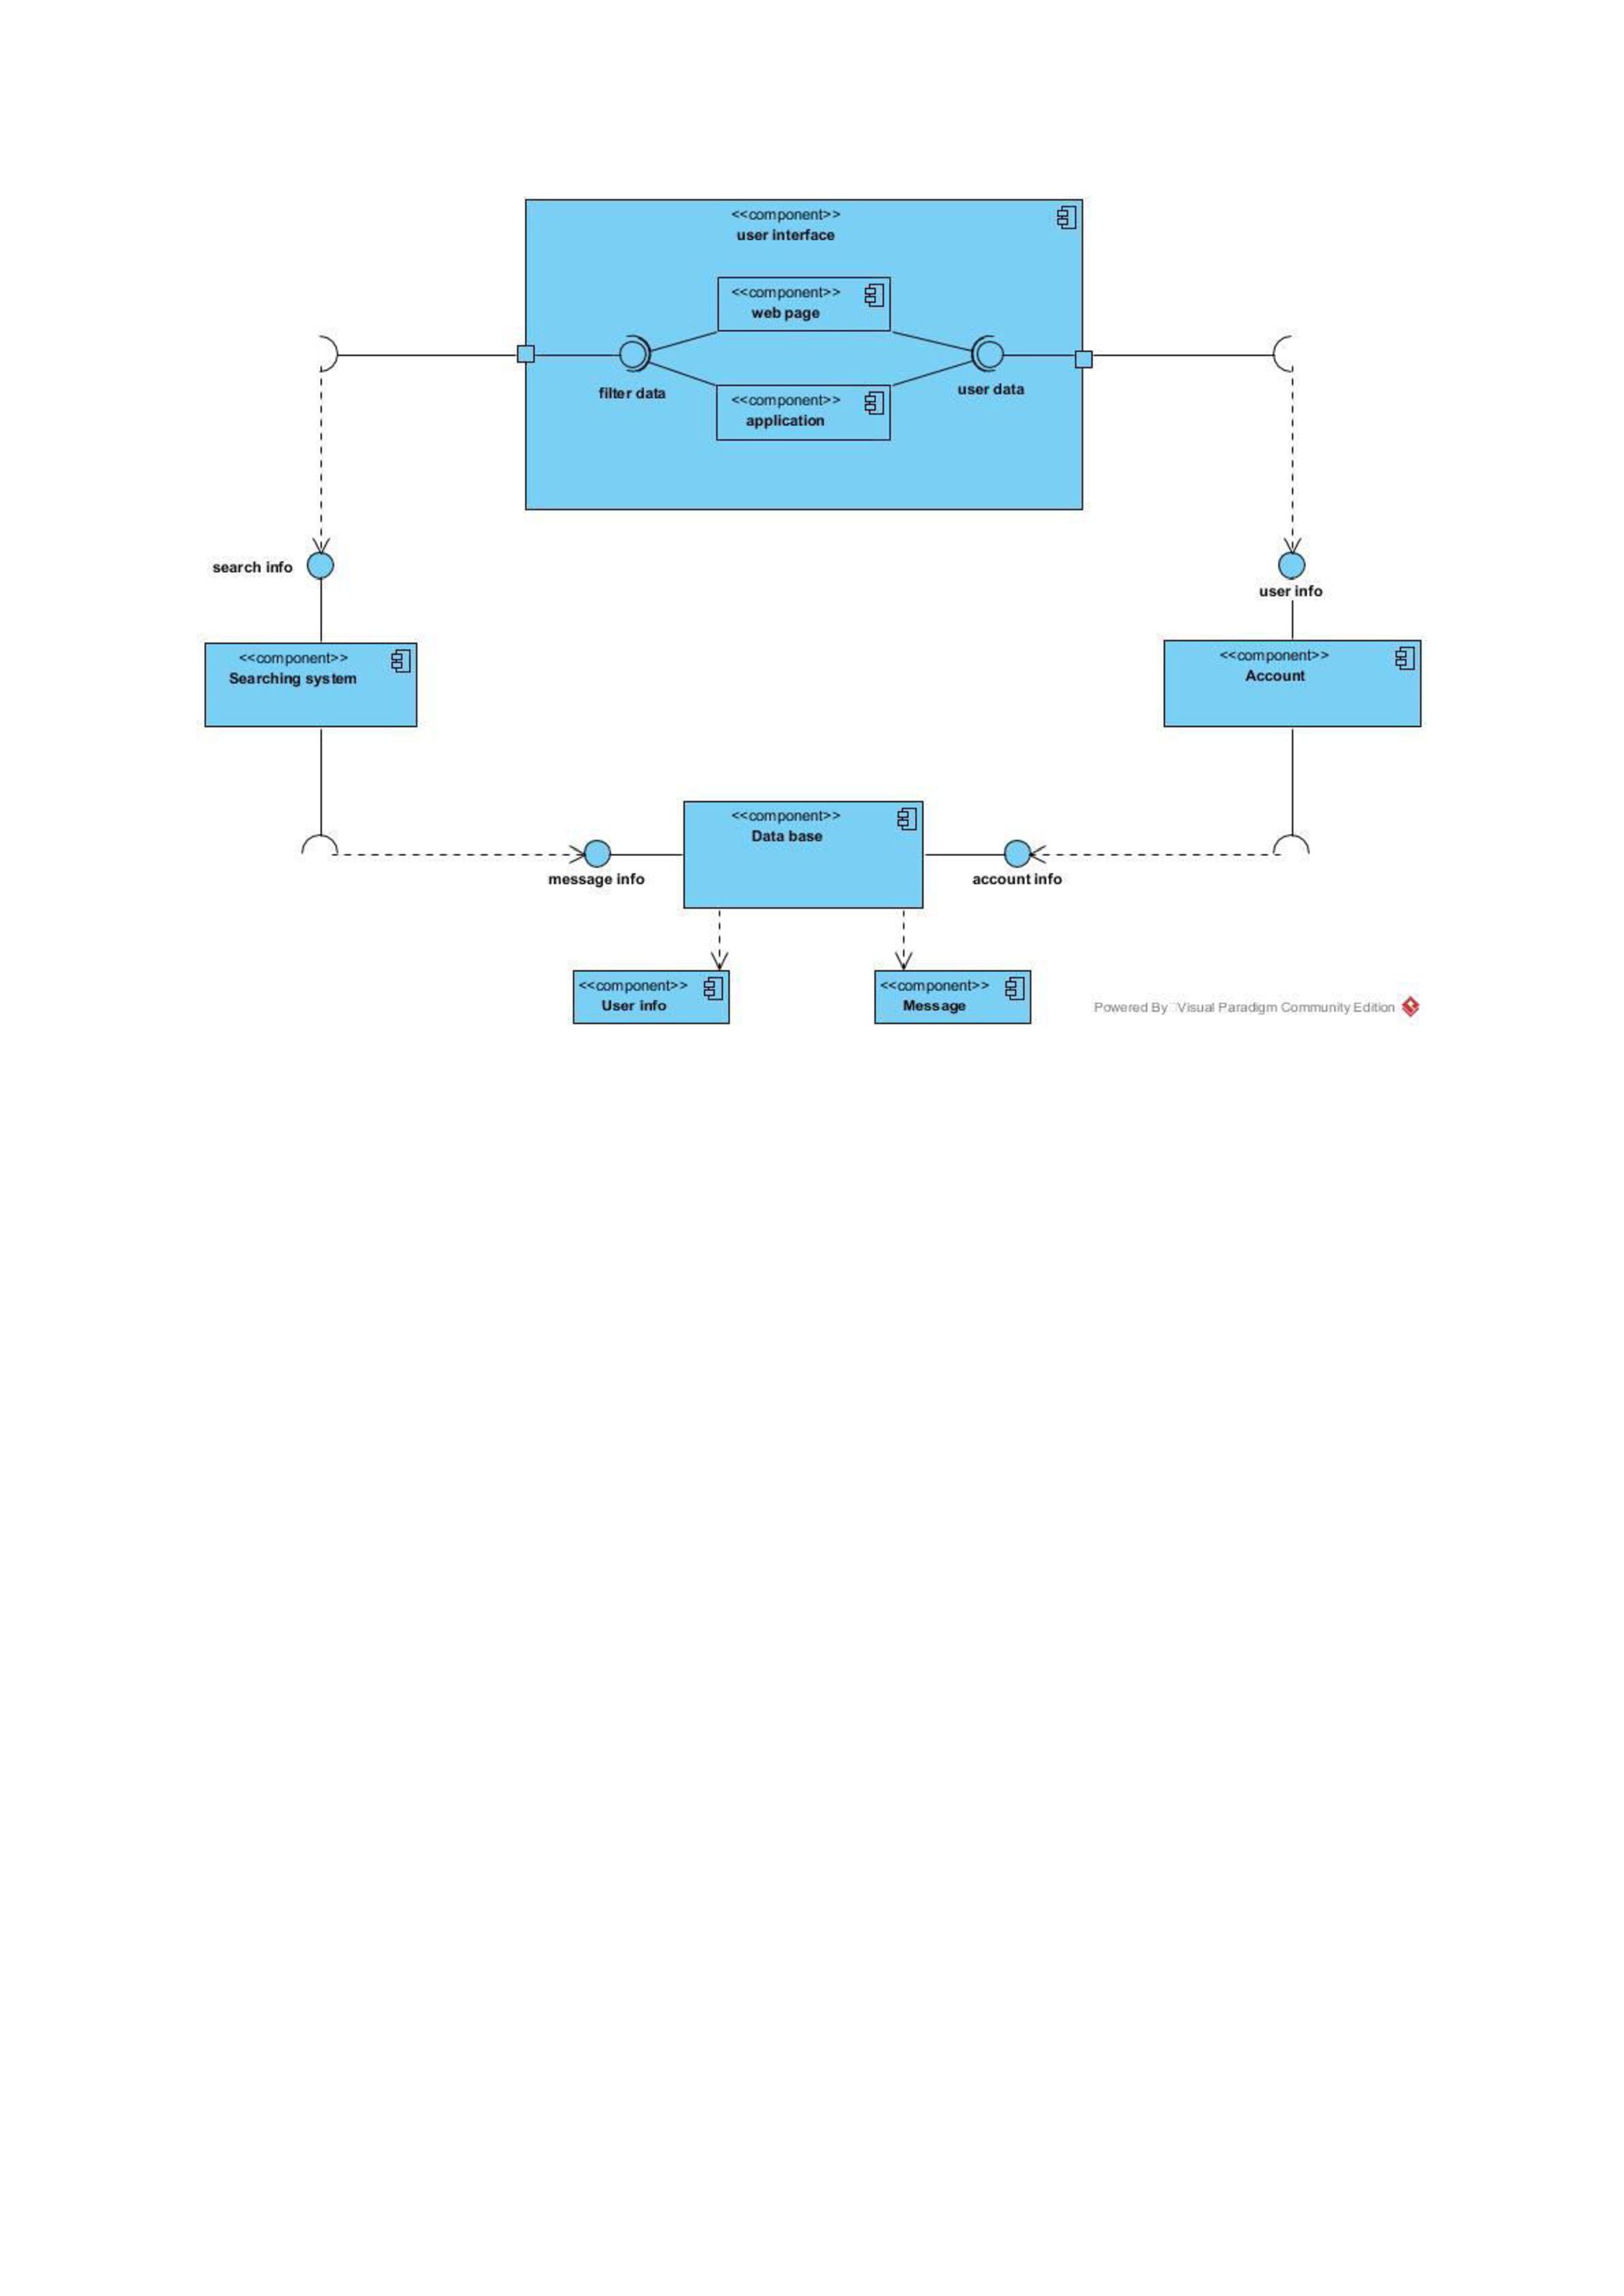 <<component>>
user interface
<<component>>
web page
filter data
user data
<<component>>
application
search info
user info
<<component>>
Searching system
<<component>>
Account
<<component>>
Data base
message info
account info
<<component>>
User info
<<component>>
Message
Powered By Visual Paradigm Community Edition